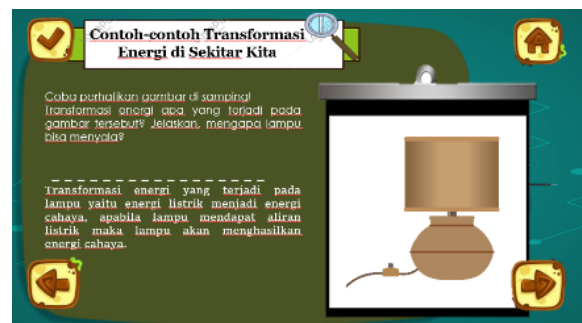 Contoh-contoh Transformasi
Energi di Sekitar Kita
Coba perhatikan gambar di samping!
Transformasi energi apa yang terjadi pada
gambar tersebut? Jelaskan, mengapa lampu
bisa menyala?
Transformasi energi yang terjadi pada
lampu yaitu energi listrik menjadi energi
cahaya, apabila lampu mendapat aliran
listrik maka lampu akan menghasilkan
energi cahaya.